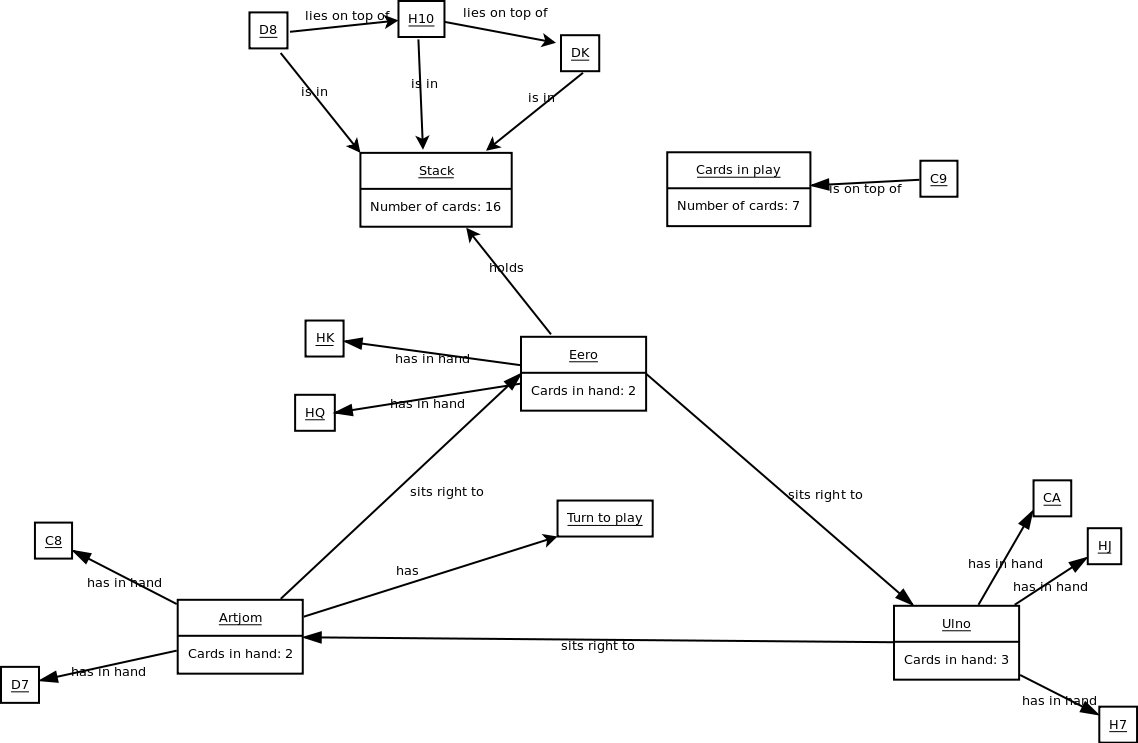 D8
lies on top of
H10
lies on top of
DK
is in
is in
is in
Stack
Number of cards: 16
Cards in play
Number of cards: 7
is on top of
C9
holds
HK
has in hand
Eero
Cards in hand: 2
HQ
has in hand
sits right to
sits right to
Turn to play
has
CA
HJ
has in hand
has in hand
C8
has in hand
Artjom
Cards in hand: 2
sits right to
Ulno
Cards in hand: 3
D7
has in hand
has in hand
H7